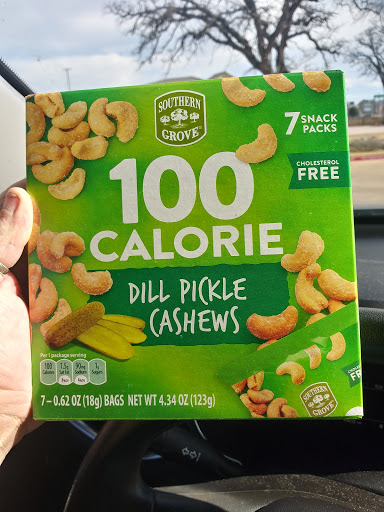 SOUTHERN
GROVE
7 SNACK
PACKS
CHOLESTEROL
FREE
100
CALORIE
DILL PICKLE
CASHEWS
Per 1 package serving
100
Calories
1.5g
Sat Fat
90mg
Sodium
1g
Sugars
7 – 0.62 OZ (18g) BAGS NET WT 4.34 OZ (123g)
SOUTHERN
GROVE
FR